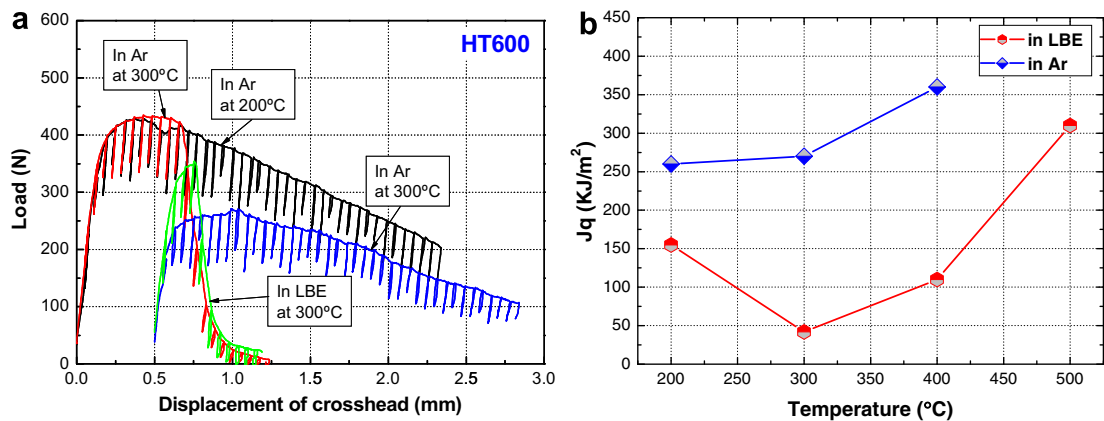 a
HT600
In Ar
at 300ºC
In Ar
at 200ºC
In Ar
at 300ºC
In LBE
at 300ºC
600
500
400
300
200
100
0
Load (N)
0.0 0.5 1.0 1.5 2.0 2.5 3.0
Displacement of crosshead (mm)
b
in LBE
in Ar
450
400
350
300
250
200
150
100
50
0
Jq (KJ/m²)
200 250 300 350 400 450 500
Temperature (ºC)